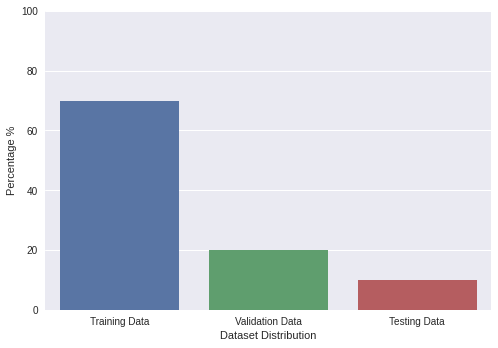 100
80
60
40
20
0
Percentage %
Training Data
Validation Data
Testing Data
Dataset Distribution